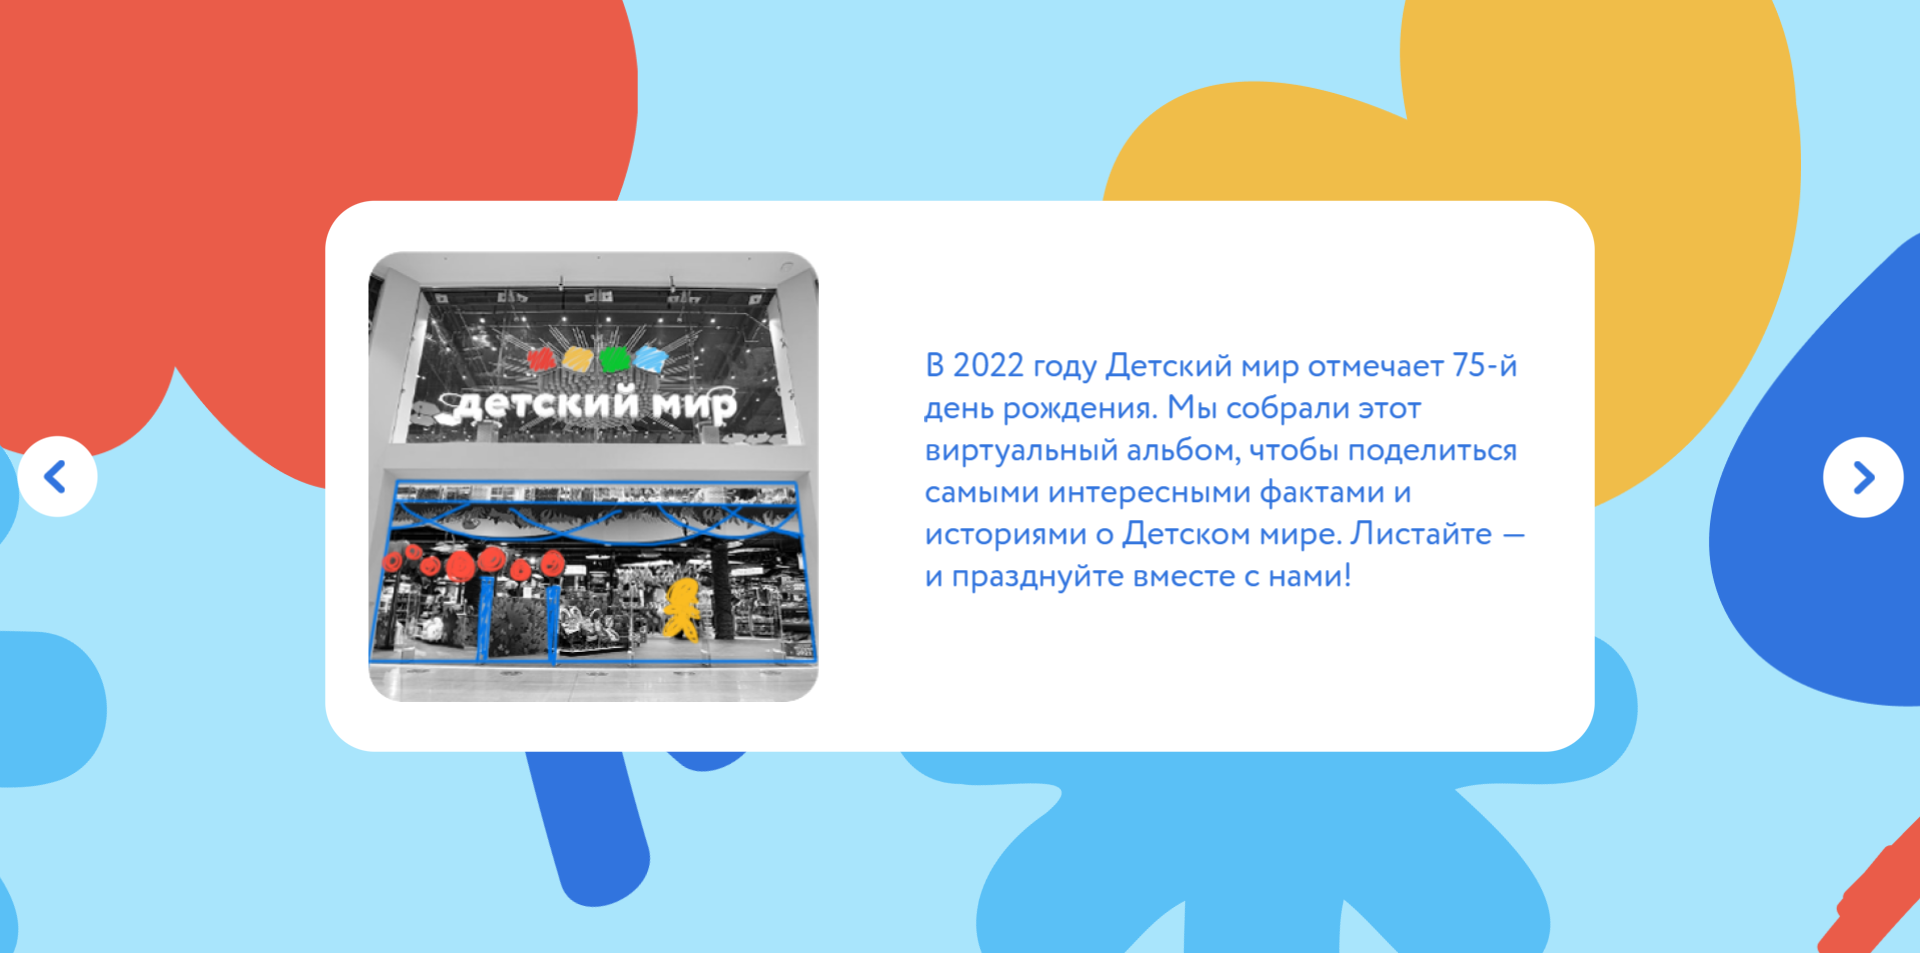 детский мир
В 2022 году Детский мир отмечает 75-й
день рождения. Мы собрали этот
виртуальный альбом, чтобы поделиться
самыми интересными фактами и
историями о Детском мире. Листайте —
и празднуйте вместе с нами!